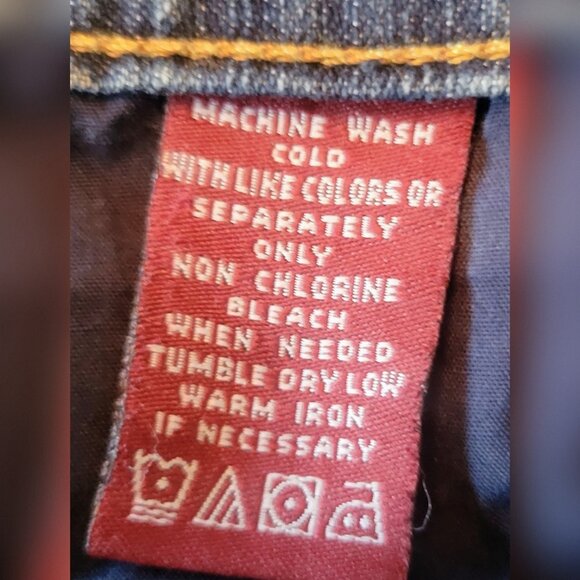 MACHINE WASH
COLD
WITH LIKE COLORS OR
SEPARATELY
ONLY
NON CHLORINE
BLEACH
WHEN NEEDED
TUMBLE DRY LOW
WARM IRON
IF NECESSARY